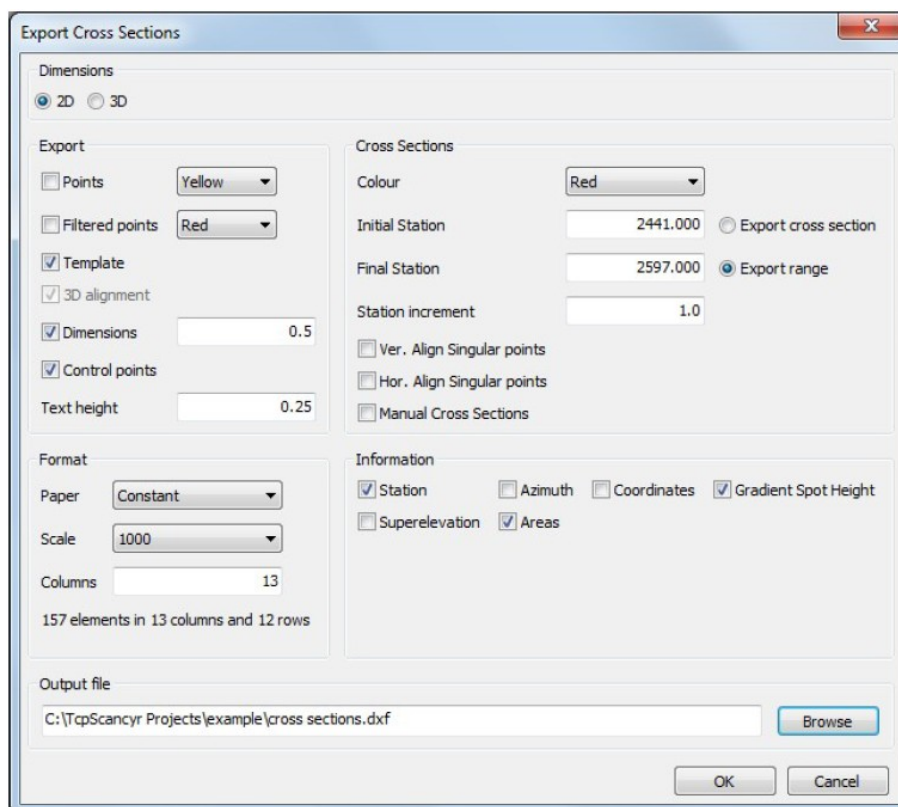 Export Cross Sections
Dimensions
2D 3D
Export
Points Yellow
Filtered points Red
Template
3D alignment
Dimensions 0.5
Control points
Text height 0.25
Cross Sections
Colour Red
Initial Station 2441.000 Export cross section
Final Station 2597.000 Export range
Station increment 1.0
Ver. Align Singular points
Hor. Align Singular points
Manual Cross Sections
Format
Paper Constant
Scale 1000
Columns 13
157 elements in 13 columns and 12 rows
Information
Station Azimuth Coordinates Gradient Spot Height
Superelevation Areas
Output file
C:\TcpScancyr Projects\example\cross sections.dxf Browse
OK Cancel